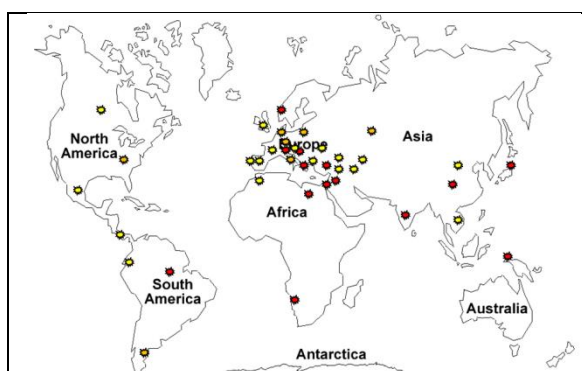 North
America
Europe
Asia
Africa
South
America
Australia
Antarctica